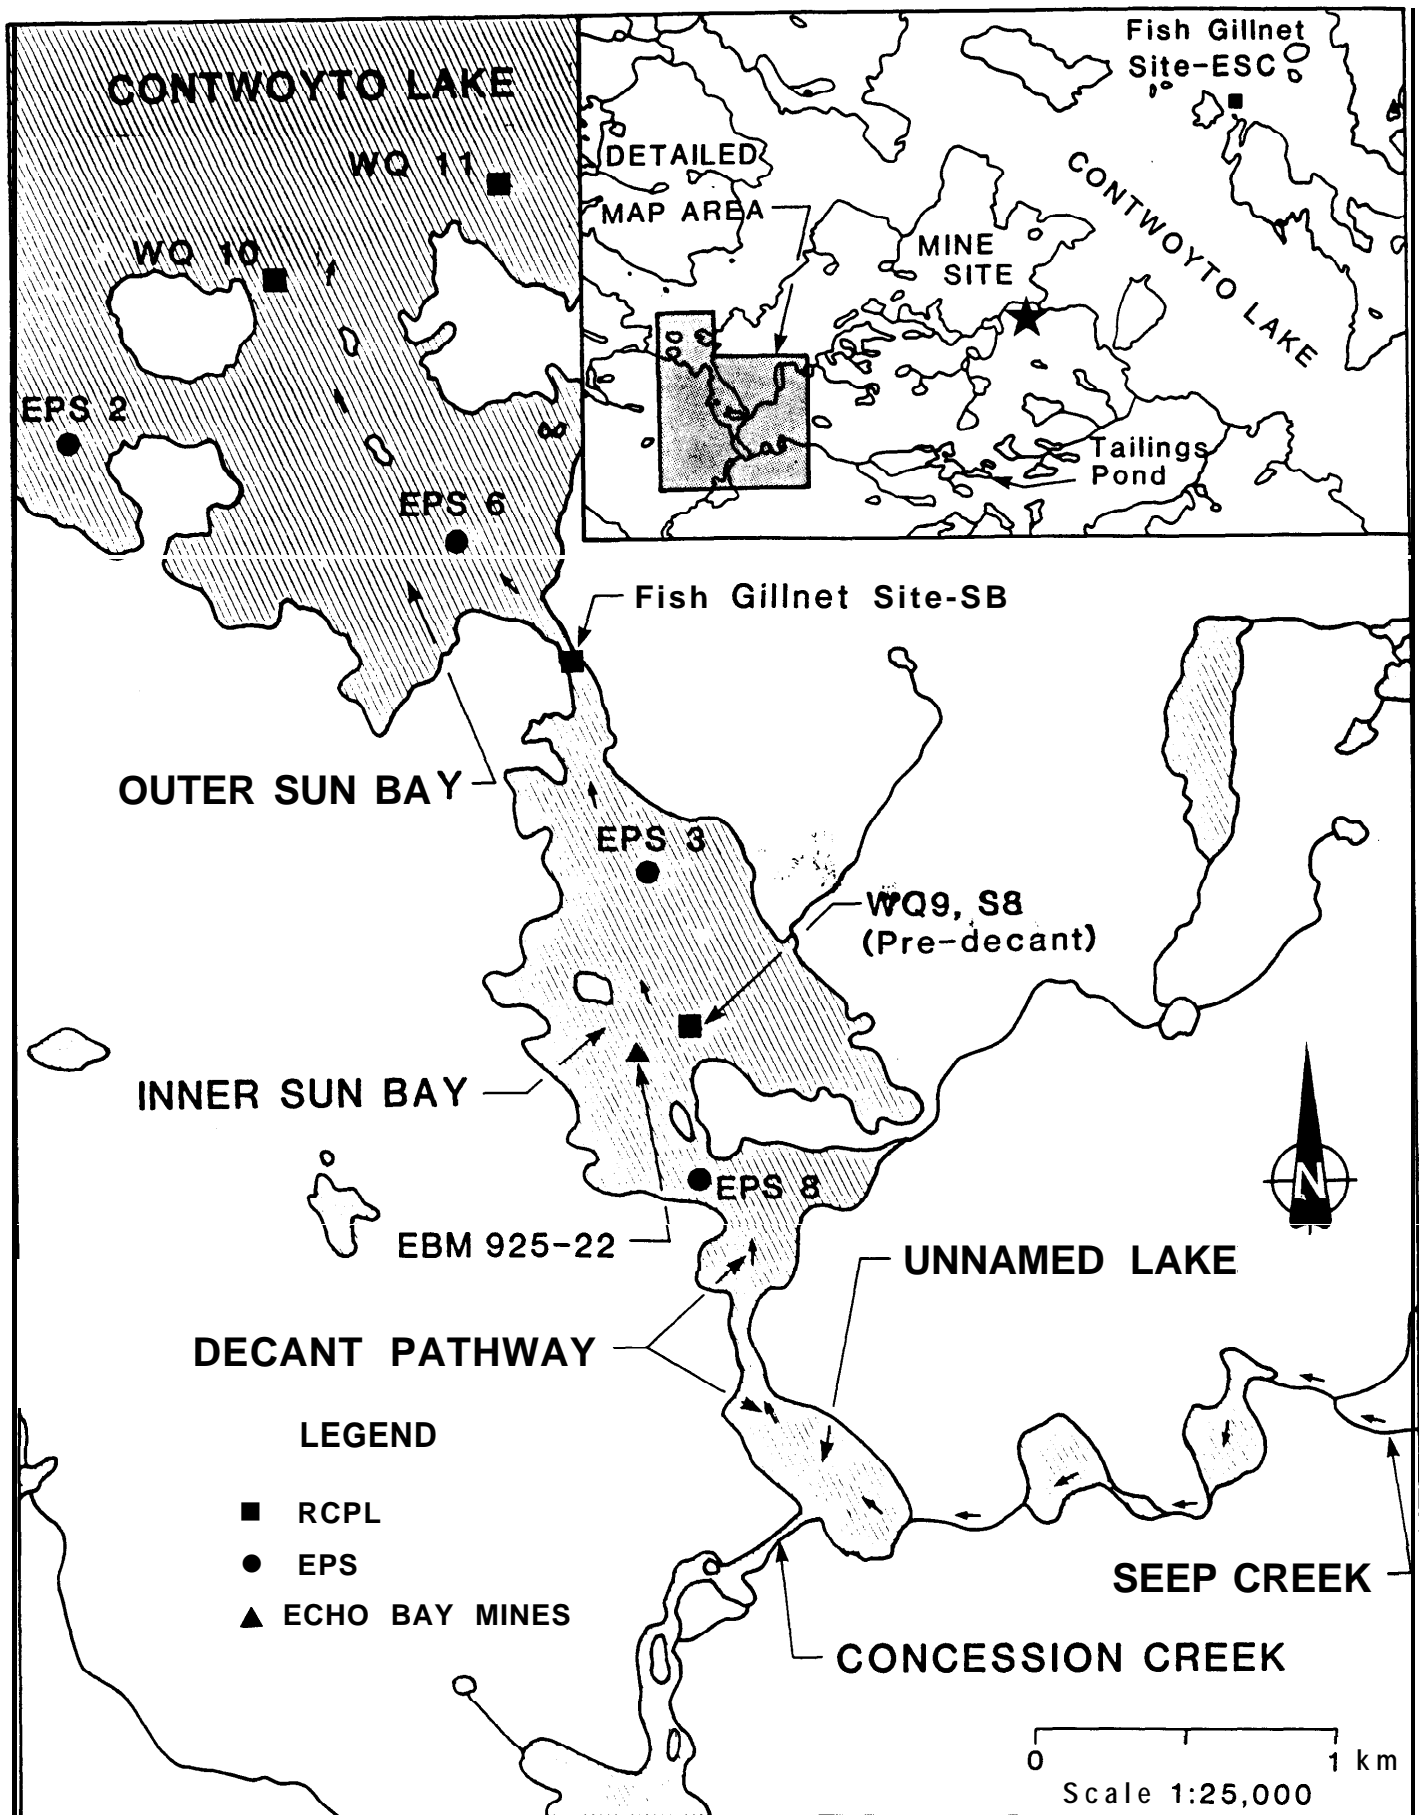 CONTWOYTO LAKE
WQ 11
WQ 10
EPS 2
EPS 6
Fish Gillnet
Site-ESC
DETAILED
MAP AREA
MINE
SITE
CONTWOYTO LAKE
Tailings
Pond
Fish Gillnet Site-SB
OUTER SUN BAY
EPS 3
WQ9, S8
(Pre-decant)
INNER SUN BAY
EPS 8
EBM 925-22
N
UNNAMED LAKE
DECANT PATHWAY
LEGEND
RCPL
EPS
ECHO BAY MINES
SEEP CREEK
CONCESSION CREEK
0 1 km
Scale 1:25,000